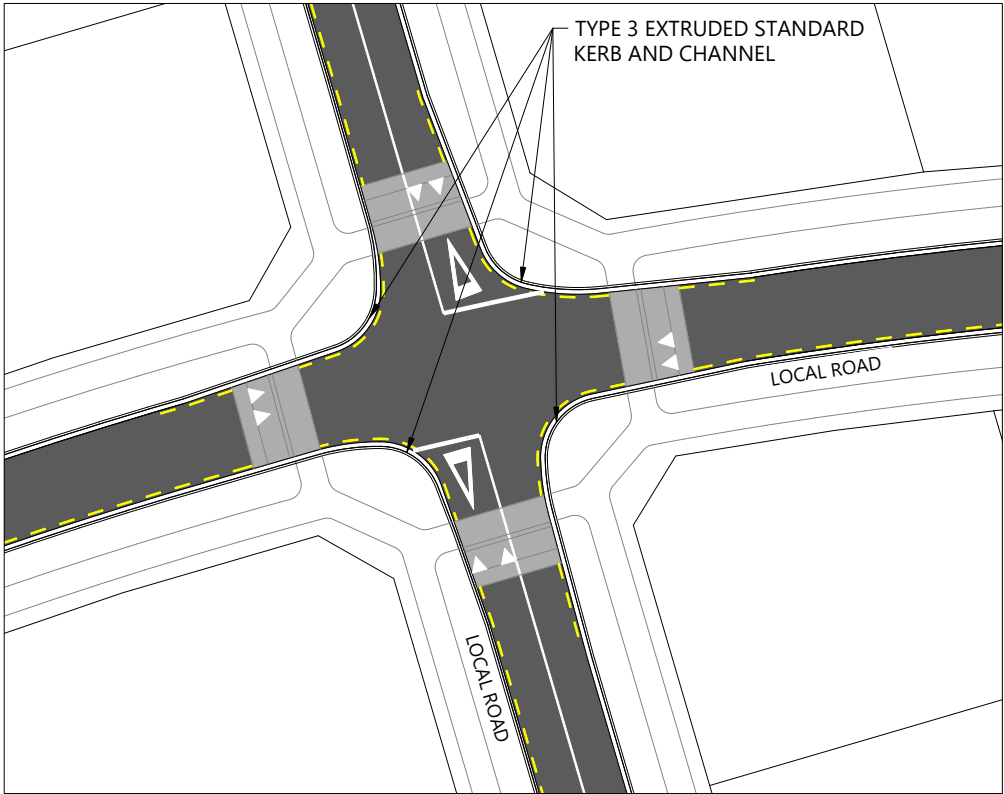 TYPE 3 EXTRUDED STANDARD
KERB AND CHANNEL
LOCAL ROAD
LOCAL ROAD